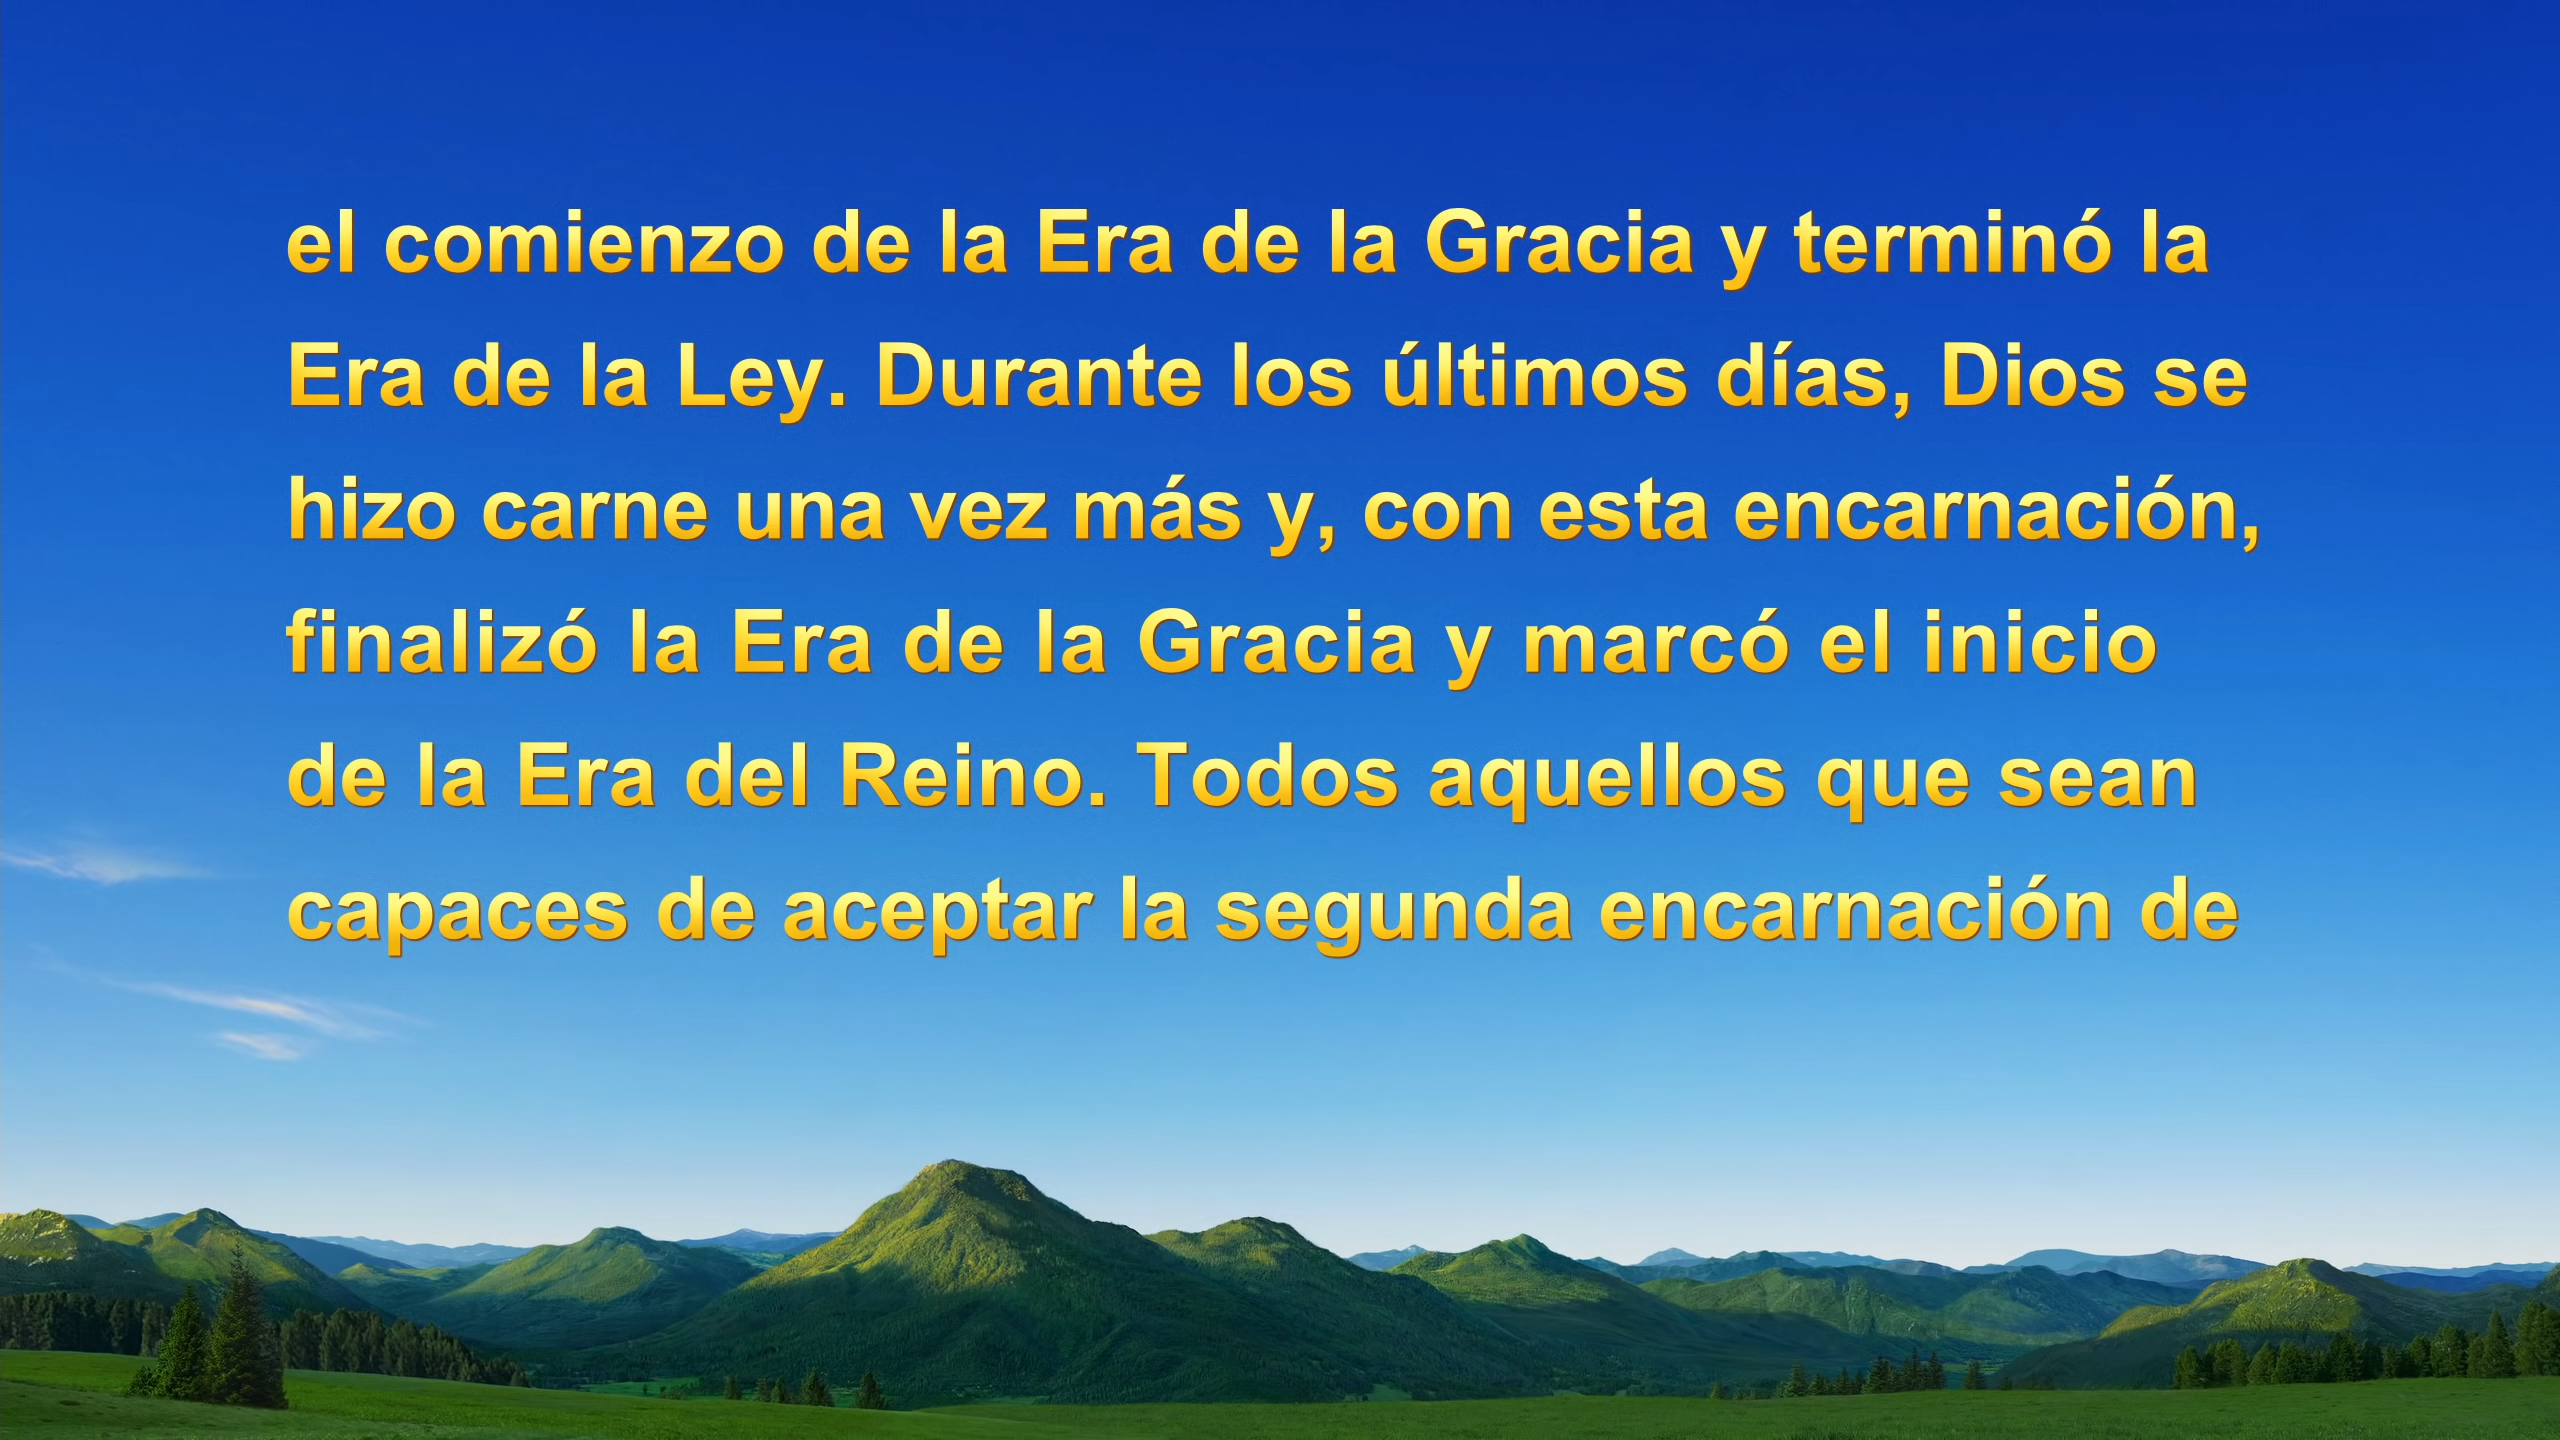 el comienzo de la Era de la Gracia y terminó la
Era de la Ley. Durante los últimos días, Dios se
hizo carne una vez más y, con esta encarnación,
finalizó la Era de la Gracia y marcó el inicio
de la Era del Reino. Todos aquellos que sean
capaces de aceptar la segunda encarnación de